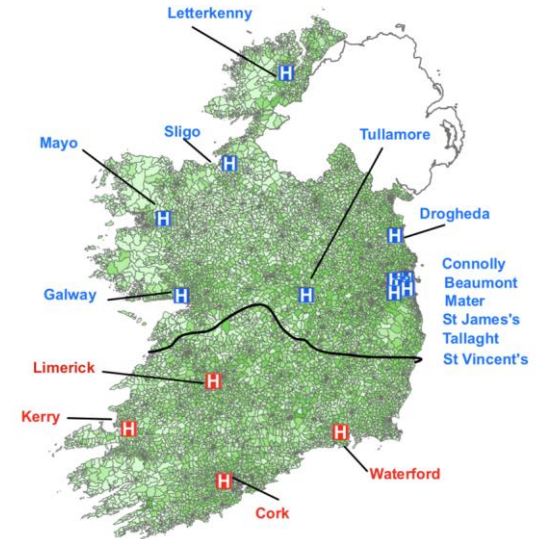 Letterkenny
Sligo
Tullamore
Mayo
H
H
H
Drogheda
H
Connolly
Beaumont
Mater
St James's
Tallaght
St Vincent's
Galway
H
H
H
H
Limerick
H
Kerry
H
H
Waterford
H
Cork